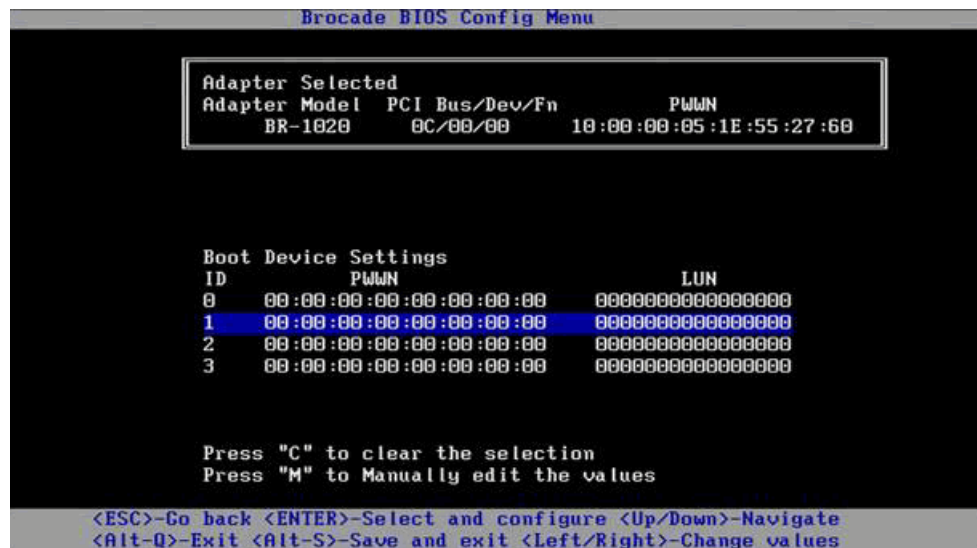 Brocade BIOS Config Menu
Adapter Selected
Adapter Model PCI Bus/Dev/Fn PWWN
BR-1020 0C/00/00 10:00:00:05:1E:55:27:60
Boot Device Settings
ID PWWN LUN
0 00:00:00:00:00:00:00:00 0000000000000000
1 00:00:00:00:00:00:00:00 0000000000000000
2 00:00:00:00:00:00:00:00 0000000000000000
3 00:00:00:00:00:00:00:00 0000000000000000
Press "C" to clear the selection
Press "M" to Manually edit the values
<ESC>-Go back <ENTER>-Select and configure <Up/Down>-Navigate
<Alt-Q>-Exit <Alt-S>-Save and exit <Left/Right>-Change values